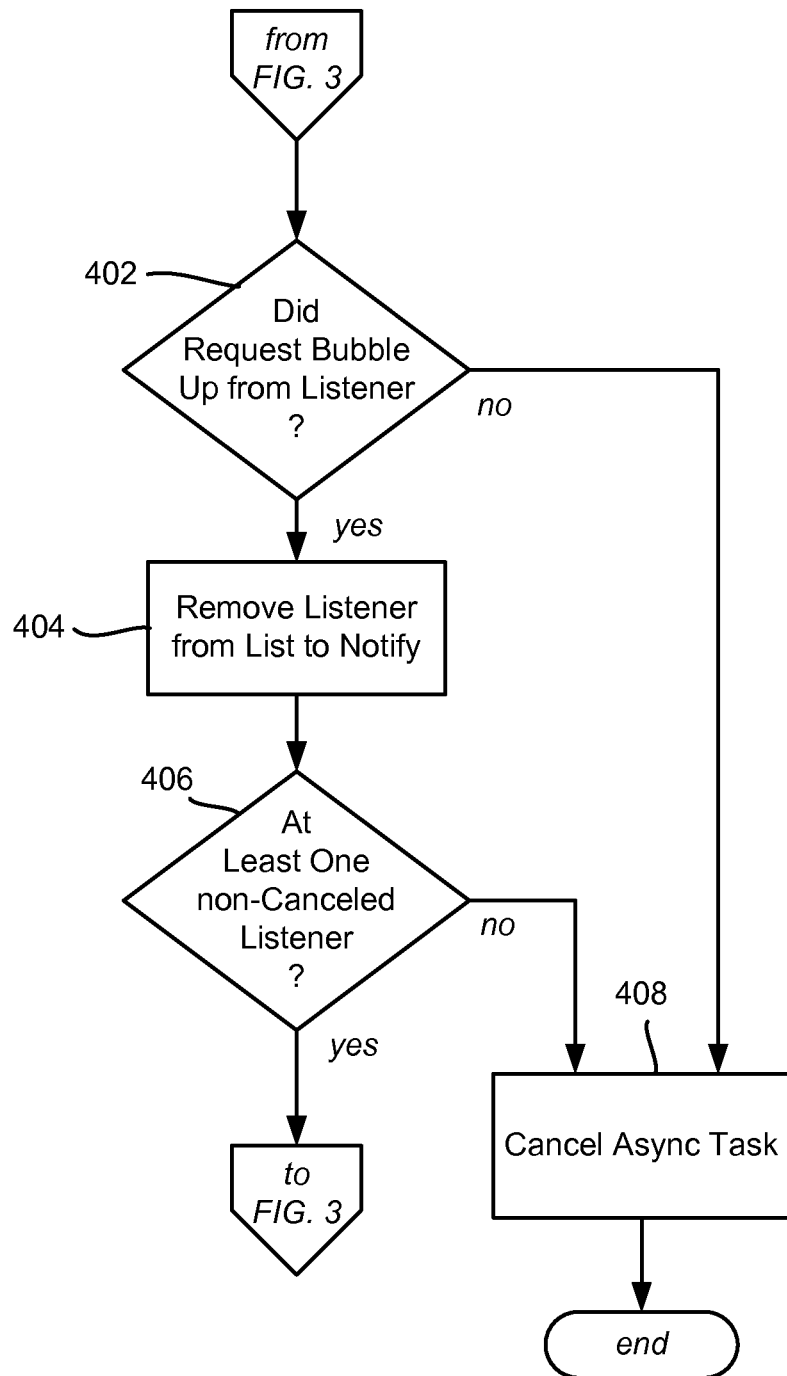 from
FIG. 3
402
Did
Request Bubble
Up from Listener
?
no
yes
404
Remove Listener
from List to Notify
406
At
Least One
non-Canceled
Listener
?
no
yes
408
Cancel Async Task
to
FIG. 3
end